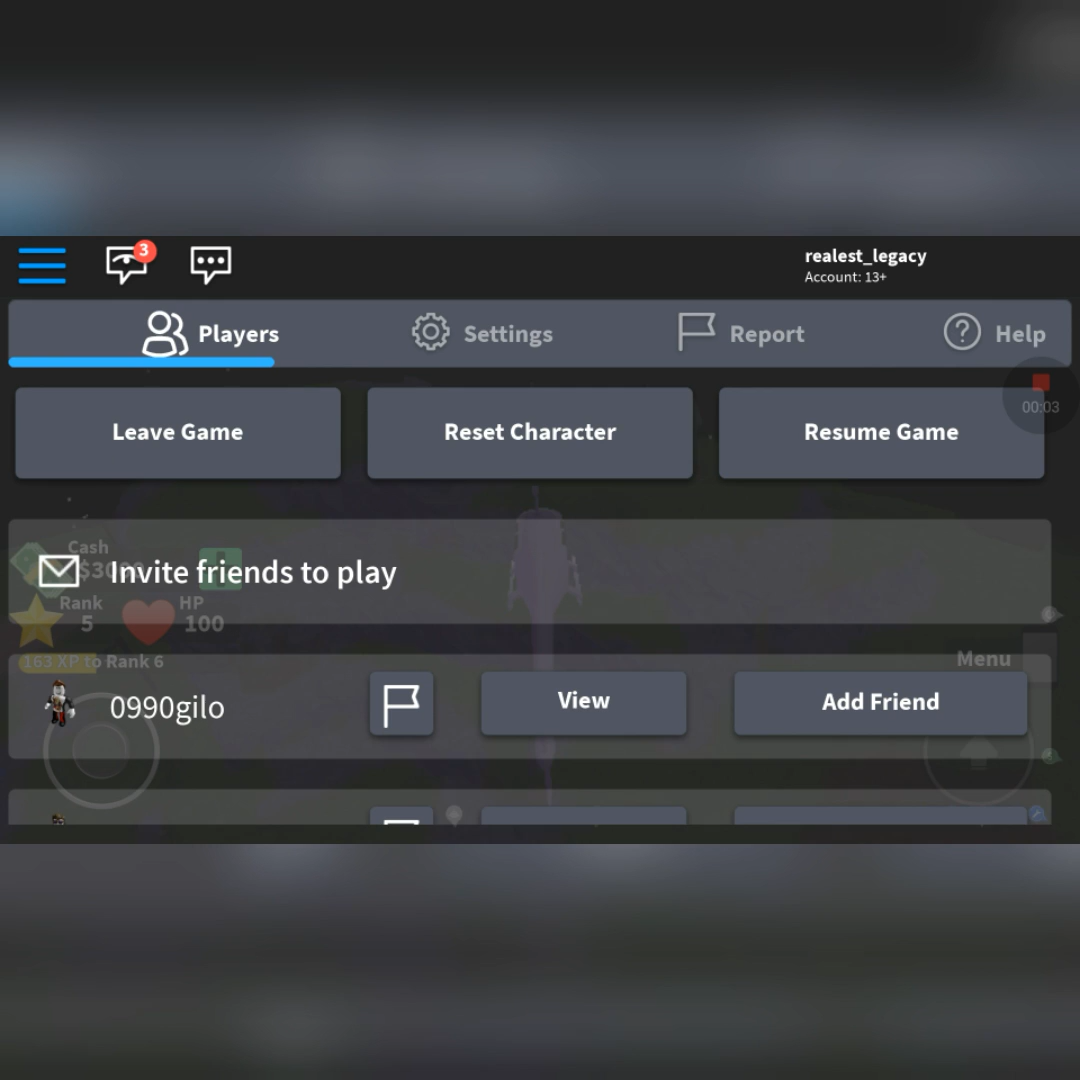 3
realest_legacy
Account: 13+
Players
Settings
Report
Help
00:03
Leave Game
Reset Character
Resume Game
Cash
Invite friends to play
Rank
5
HP
100
163 XP to Rank 6
Menu
0990gilo
View
Add Friend